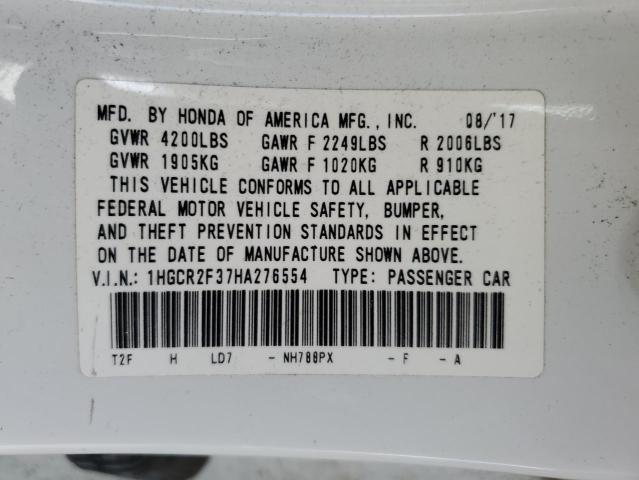 MFD. BY HONDA OF AMERICA MFG., INC. 08/'17
GVWR 4200LBS GAWR F 2249LBS R 2006LBS
GVWR 1905KG GAWR F 1020KG R 910KG
THIS VEHICLE CONFORMS TO ALL APPLICABLE
FEDERAL MOTOR VEHICLE SAFETY, BUMPER,
AND THEFT PREVENTION STANDARDS IN EFFECT
ON THE DATE OF MANUFACTURE SHOWN ABOVE.
V.I.N.: 1HGCR2F37HA276554 TYPE: PASSENGER CAR
T2F H LD7 - NH788PX - F - A